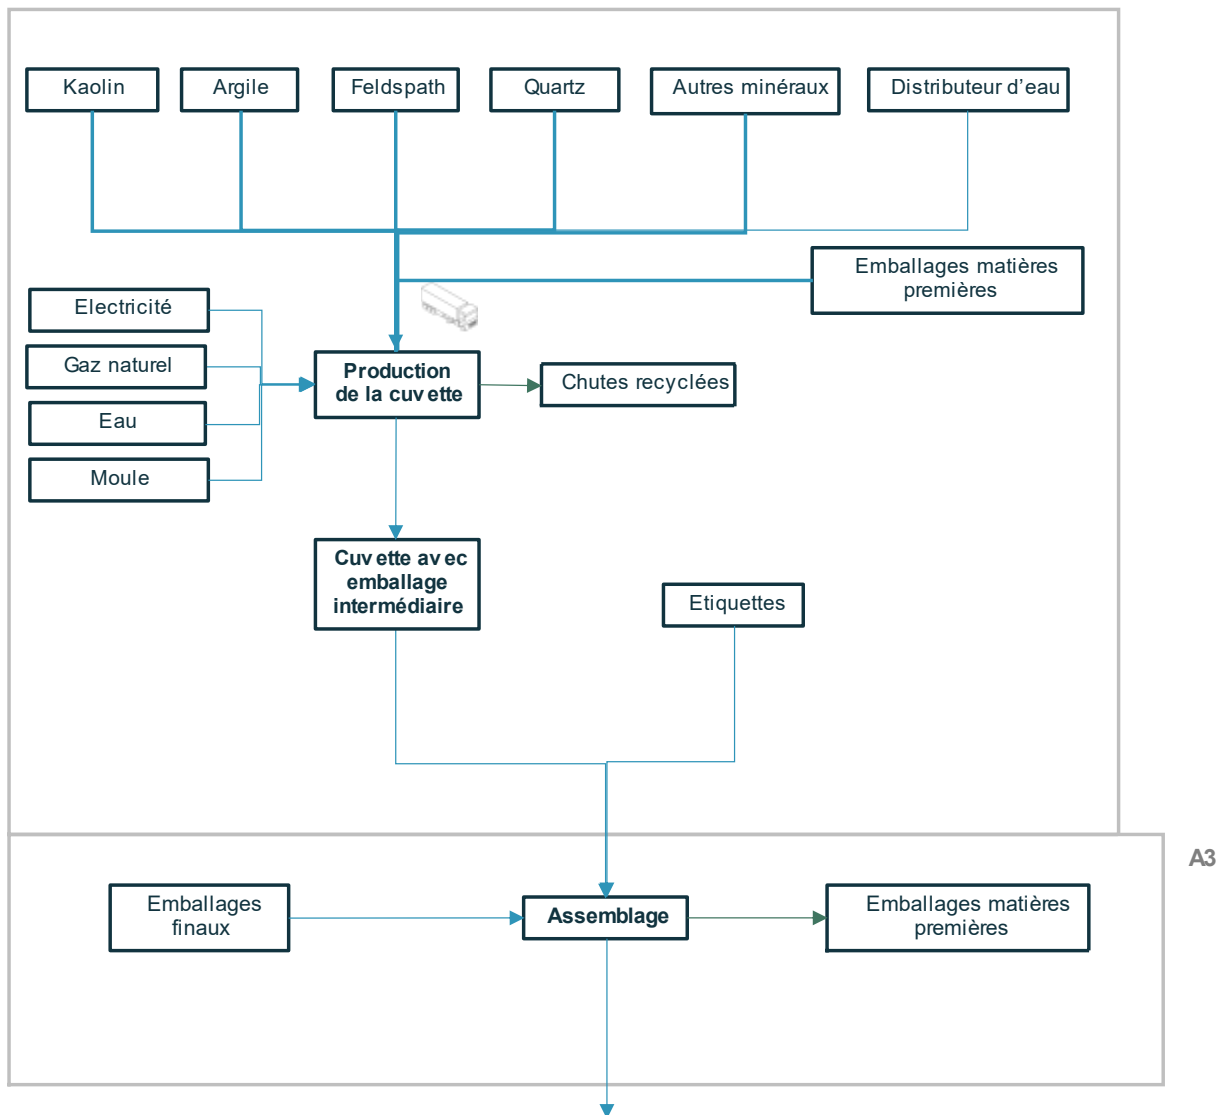 Kaolin
Argile
Feldspath
Quartz
Autres minéraux
Distributeur d'eau
Emballages matières
premières
Electricité
Gaz naturel
Eau
Moule
Production
de la cuvette
Chutes recyclées
Cuvette avec
emballage
intermédiaire
Etiquettes
A3
Emballages
finaux
Assemblage
Emballages matières
premières